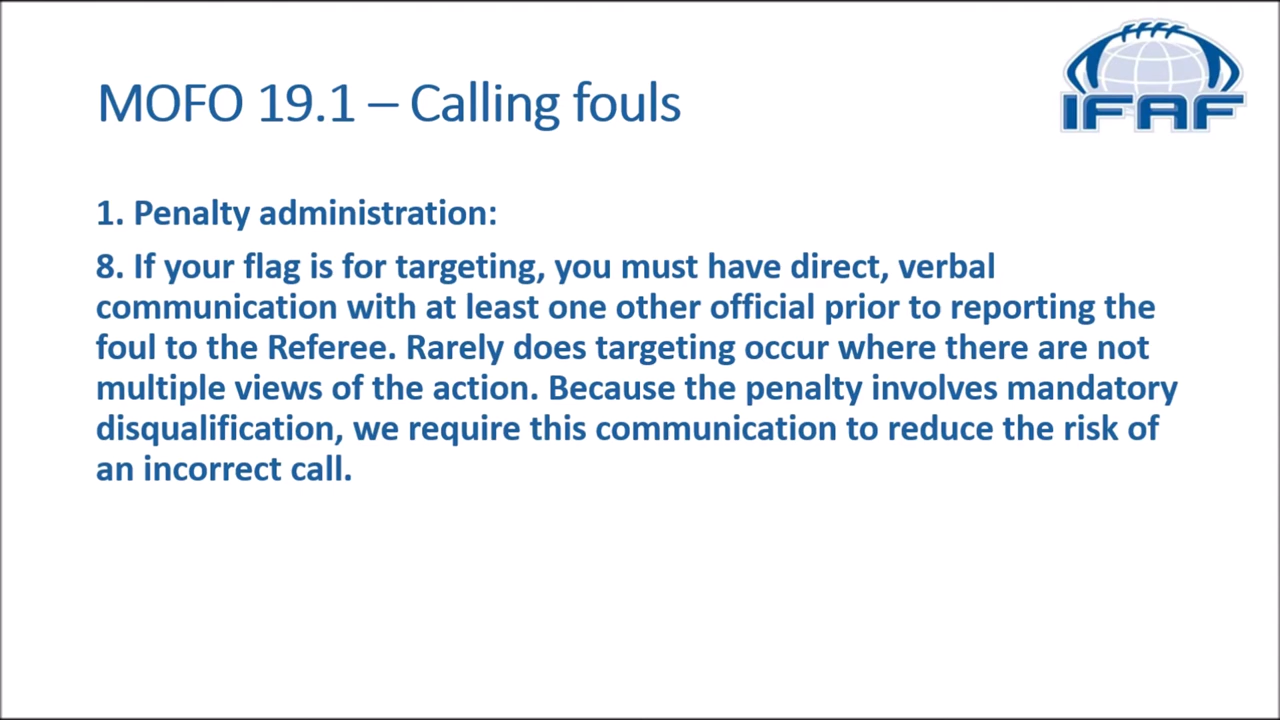 MOFO 19.1 – Calling fouls
IFAF
1. Penalty administration:
8. If your flag is for targeting, you must have direct, verbal
communication with at least one other official prior to reporting the
foul to the Referee. Rarely does targeting occur where there are not
multiple views of the action. Because the penalty involves mandatory
disqualification, we require this communication to reduce the risk of
an incorrect call.